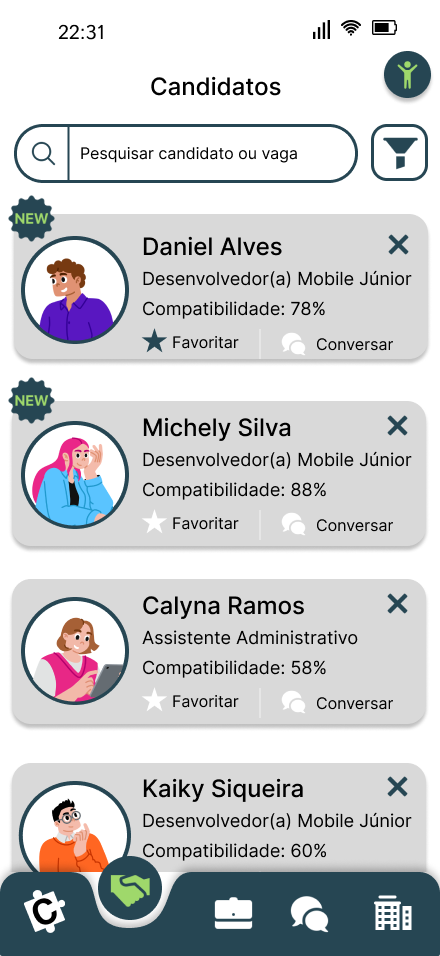 22:31
Candidatos
Pesquisar candidato ou vaga
NEW
Daniel Alves
Desenvolvedor(a) Mobile Júnior
Compatibilidade: 78%
Favoritar
Conversar
NEW
Michely Silva
Desenvolvedor(a) Mobile Júnior
Compatibilidade: 88%
Favoritar
Conversar
Calyna Ramos
Assistente Administrativo
Compatibilidade: 58%
Favoritar
Conversar
Kaiky Siqueira
Desenvolvedor(a) Mobile Júnior
Compatibilidade: 60%
C